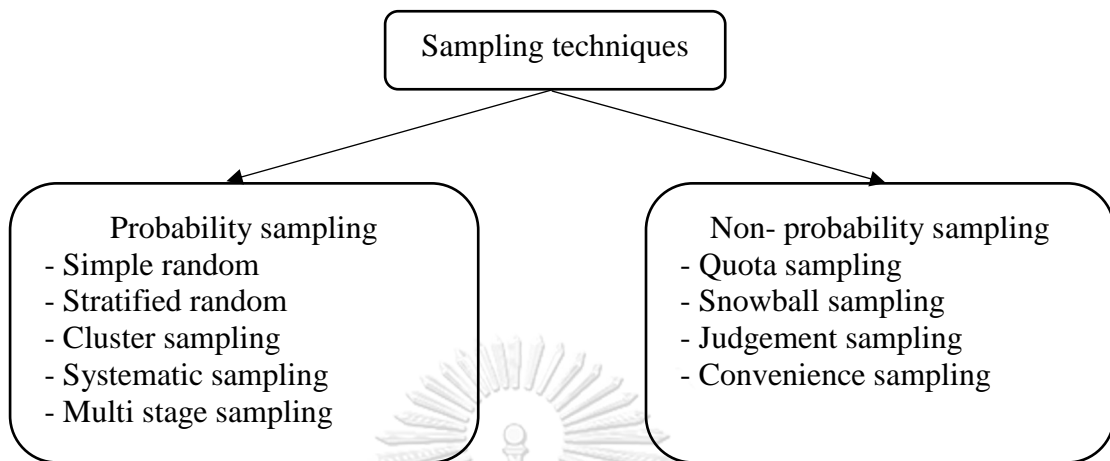 Sampling techniques
Probability sampling
- Simple random
- Stratified random
- Cluster sampling
- Systematic sampling
- Multi stage sampling
Non- probability sampling
- Quota sampling
- Snowball sampling
- Judgement sampling
- Convenience sampling